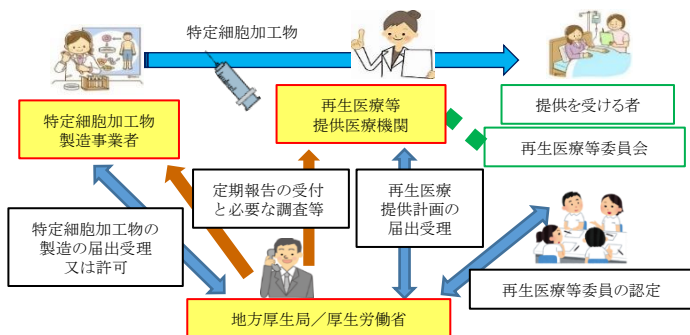 特定細胞加工物
特定細胞加工物
製造事業者
再生医療等
提供医療機関
提供を受ける者
再生医療等委員会
特定細胞加工物の
製造の届出受理
又は許可
定期報告の受付
と必要な調査等
再生医療
提供計画の
届出受理
再生医療等委員の認定
地方厚生局／厚生労働省